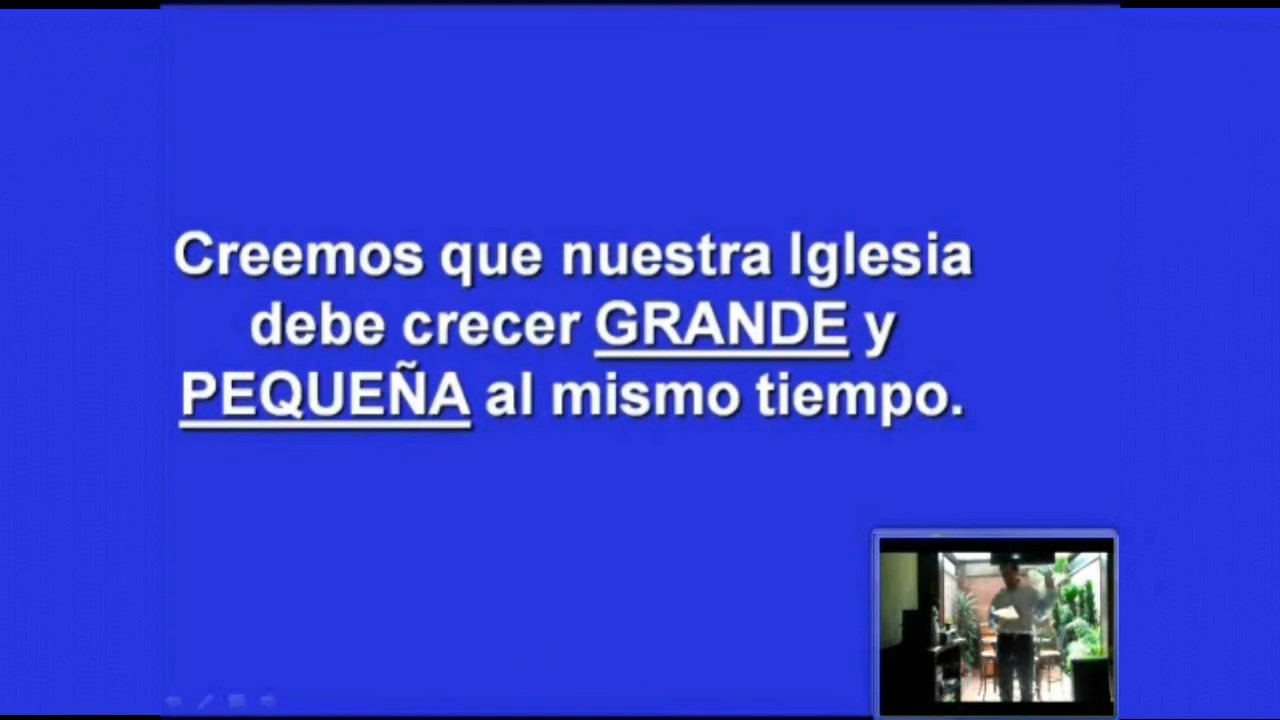 Creemos que nuestra Iglesia
debe crecer GRANDE y
PEQUEÑA al mismo tiempo.